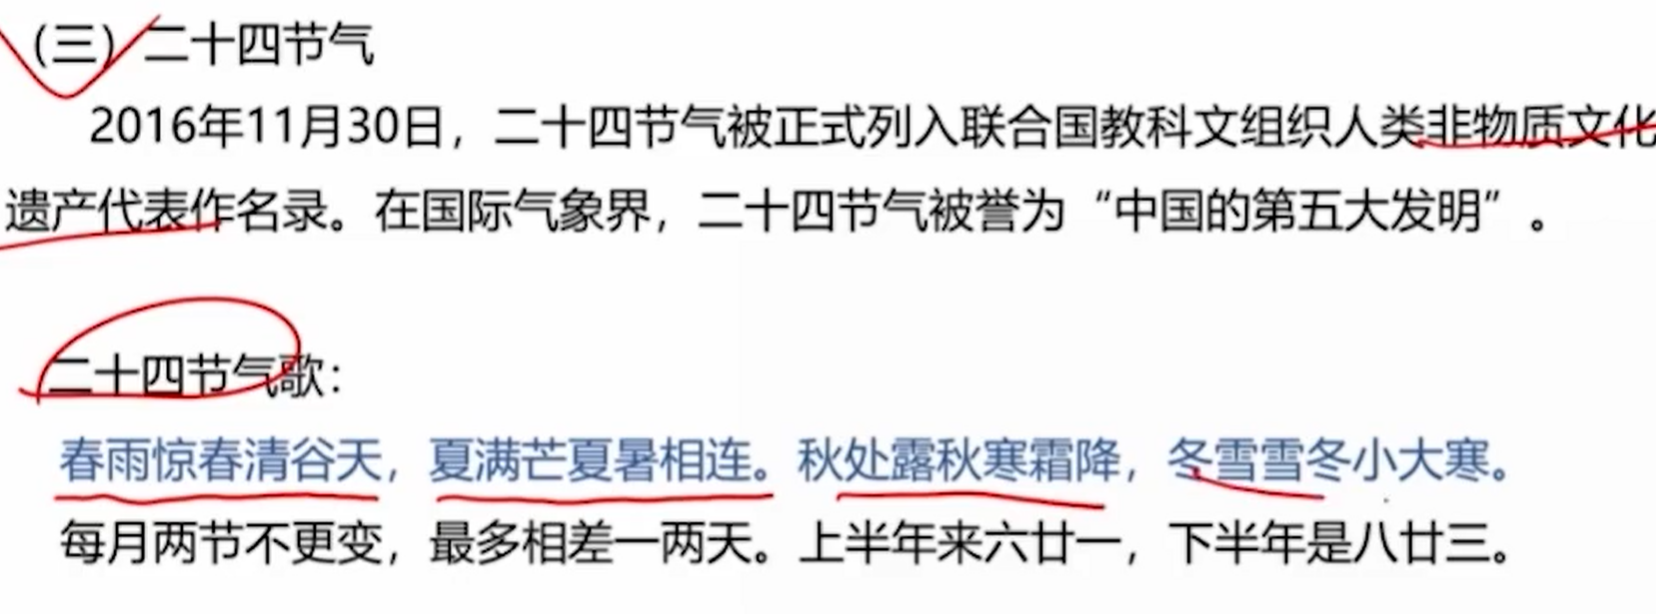 （三）二十四节气
2016年11月30日，二十四节气被正式列入联合国教科文组织人类非物质文化
遗产代表作名录。在国际气象界，二十四节气被誉为“中国的第五大发明”。
二十四节气歌：
春雨惊春清谷天，夏满芒夏暑相连。秋处露秋寒霜降，冬雪雪冬小大寒。
每月两节不更变，最多相差一两天。上半年来六廿一，下半年是八廿三。